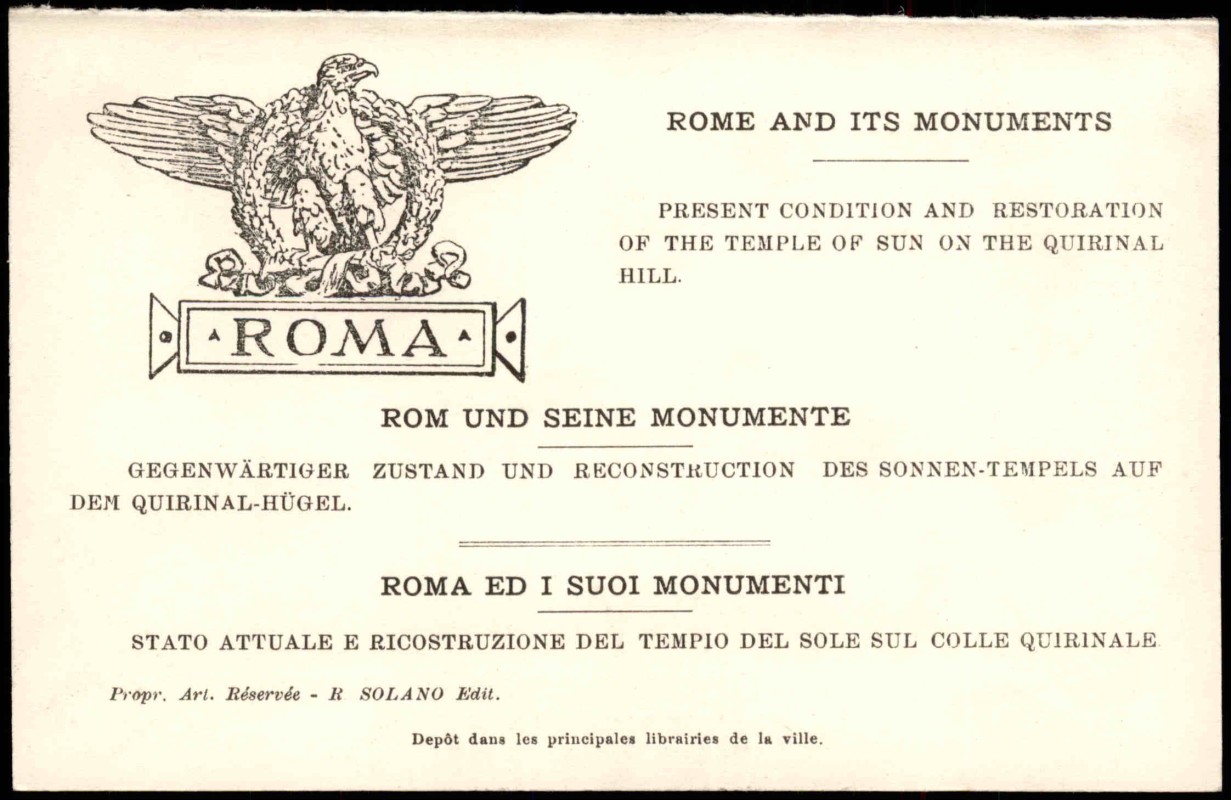 ROMA
ROME AND ITS MONUMENTS
PRESENT CONDITION AND RESTORATION
OF THE TEMPLE OF SUN ON THE QUIRINAL
HILL.
ROM UND SEINE MONUMENTE
GEGENWÄRTIGER ZUSTAND UND RECONSTRUCTION DES SONNEN-TEMPELS AUF
DEM QUIRINAL-HÜGEL.
ROMA ED I SUOI MONUMENTI
STATO ATTUALE E RICOSTRUZIONE DEL TEMPIO DEL SOLE SUL COLLE QUIRINALE
Propr. Art. Réservée - R SOLANO Edit.
Depôt dans les principales librairies de la ville.